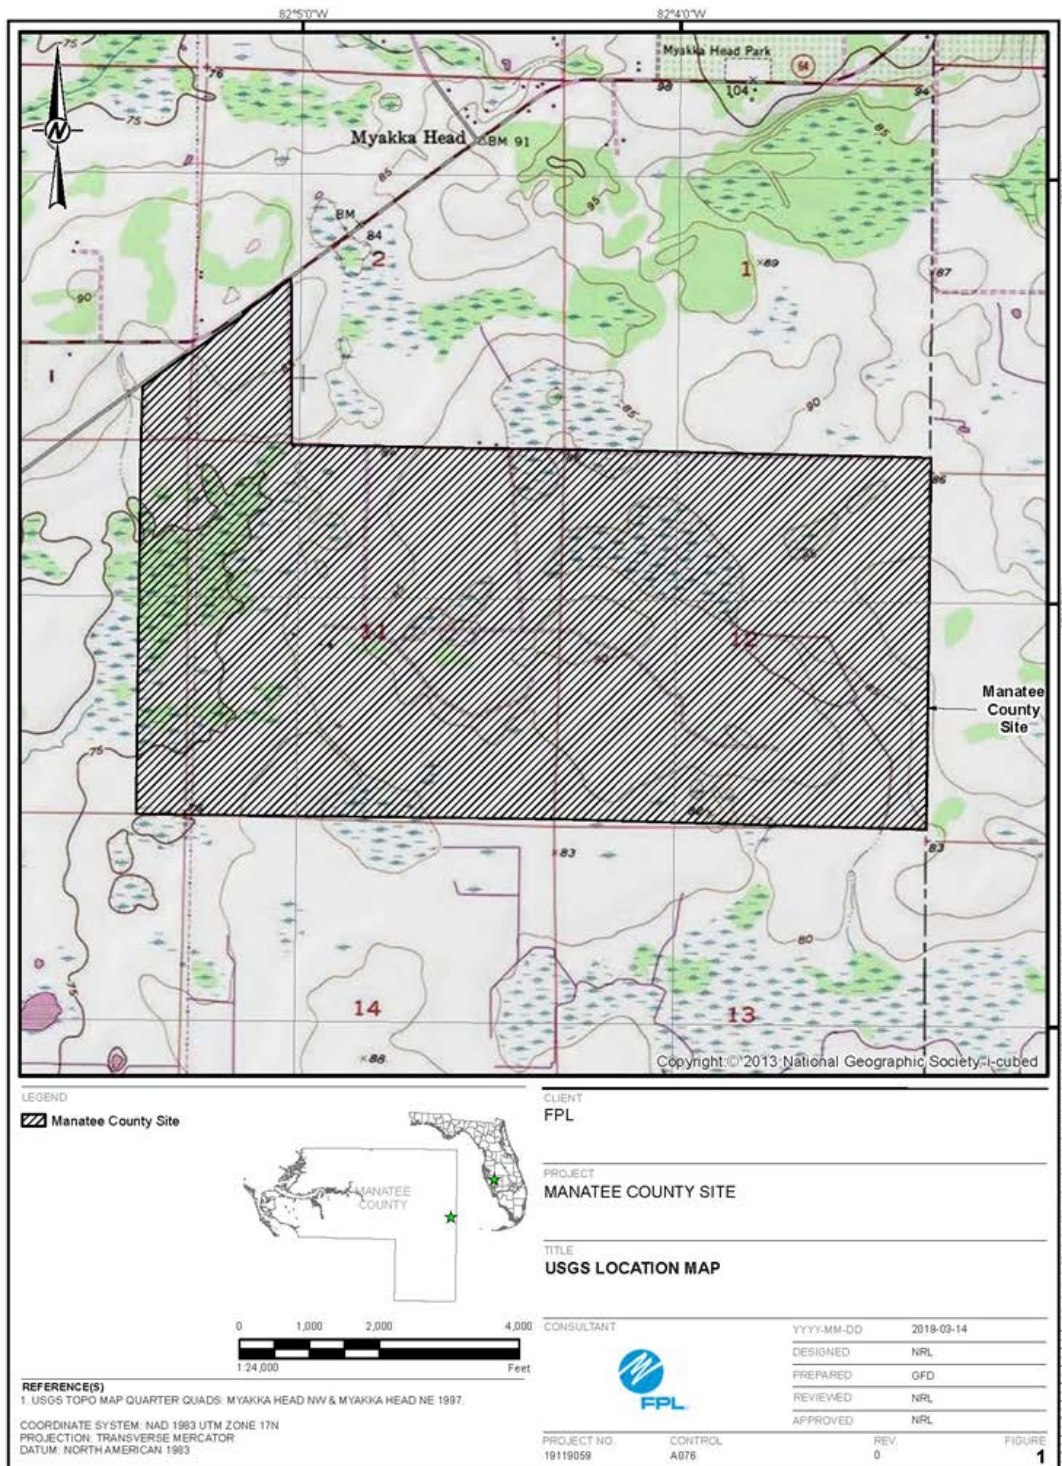 82°5'0"W
82°4'0"W
75
76
Myakka Head Park
64
98
104
94
N
75
Myakka Head
BM 91
85
85
95
BM
84
2
1
89
87
90
90
85
86
11
12
90
Manatee
County
Site
75
83
83
80
75
14
13
88
Copyright:© 2013 National Geographic Society, i-cubed
LEGEND
Manatee County Site
MANATEE
COUNTY
0 1,000 2,000 4,000
1:24,000 Feet
REFERENCE(S)
1. USGS TOPO MAP QUARTER QUADS: MYAKKA HEAD NW & MYAKKA HEAD NE 1997.
COORDINATE SYSTEM: NAD 1983 UTM ZONE 17N
PROJECTION: TRANSVERSE MERCATOR
DATUM: NORTH AMERICAN 1983
CLIENT
FPL
PROJECT
MANATEE COUNTY SITE
TITLE
USGS LOCATION MAP
CONSULTANT
FPL.
YYYY-MM-DD 2019-03-14
DESIGNED NRL
PREPARED GFD
REVIEWED NRL
APPROVED NRL
PROJECT NO. CONTROL REV. FIGURE
19119059 A076 0 1